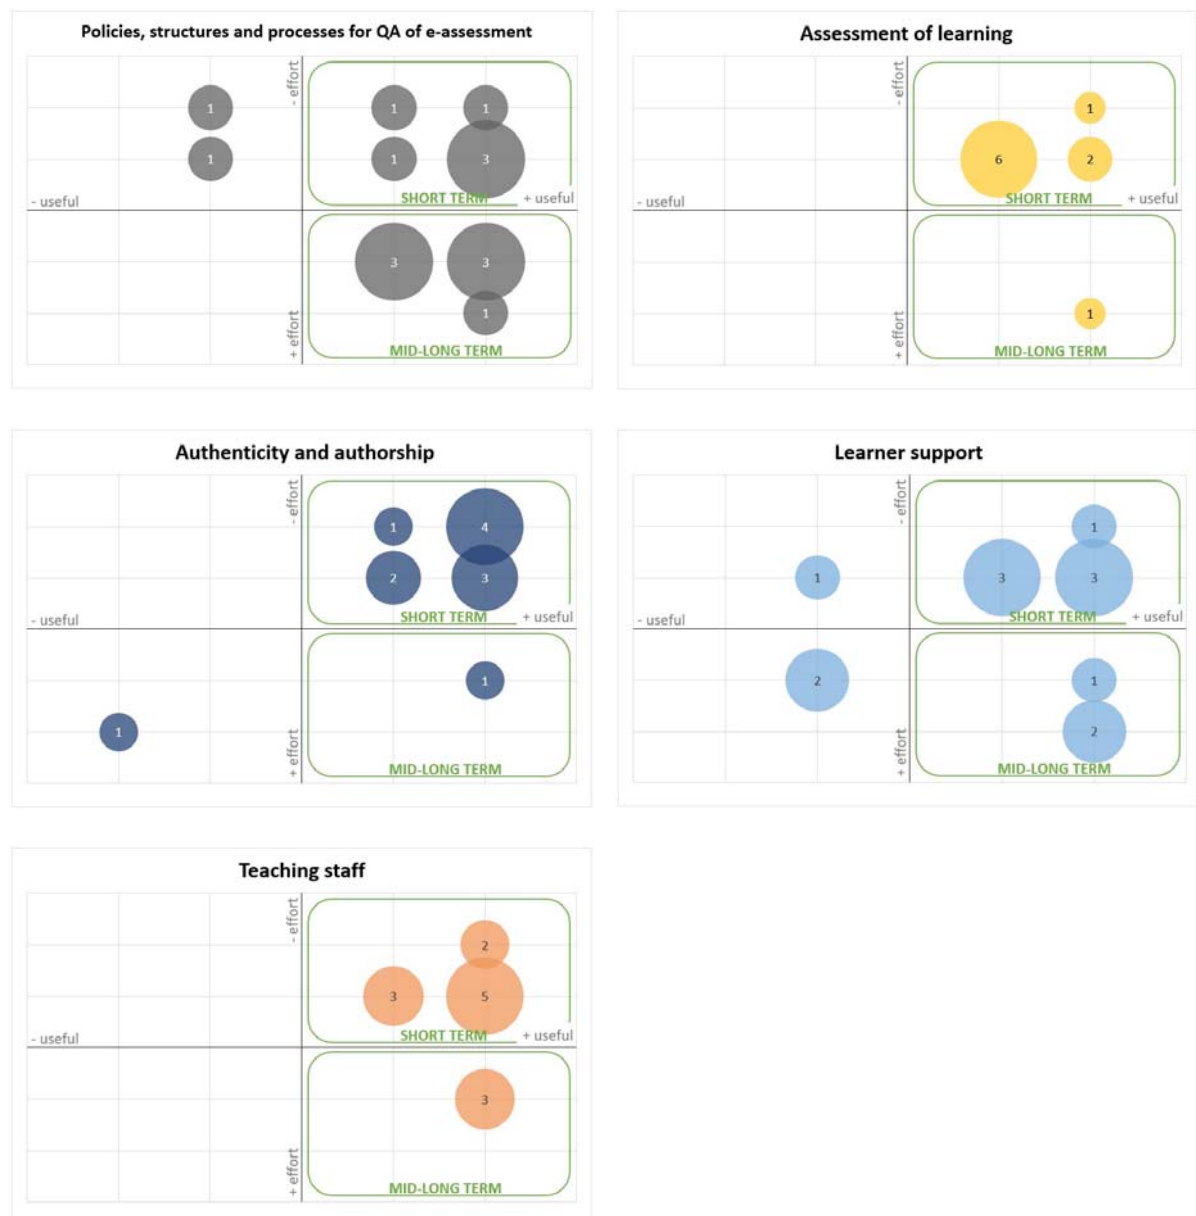 Policies, structures and processes for QA of e-assessment
- effort
1
1
1
1
1
3
- useful
SHORT TERM
+ useful
3
3
1
+ effort
MID-LONG TERM
Assessment of learning
- effort
1
6
2
- useful
SHORT TERM
+ useful
1
+ effort
MID-LONG TERM
Authenticity and authorship
- effort
1
4
2
3
- useful
SHORT TERM
+ useful
1
1
+ effort
MID-LONG TERM
Learner support
- effort
1
1
3
3
- useful
SHORT TERM
+ useful
2
1
2
+ effort
MID-LONG TERM
Teaching staff
- effort
2
3
5
- useful
SHORT TERM
+ useful
3
+ effort
MID-LONG TERM